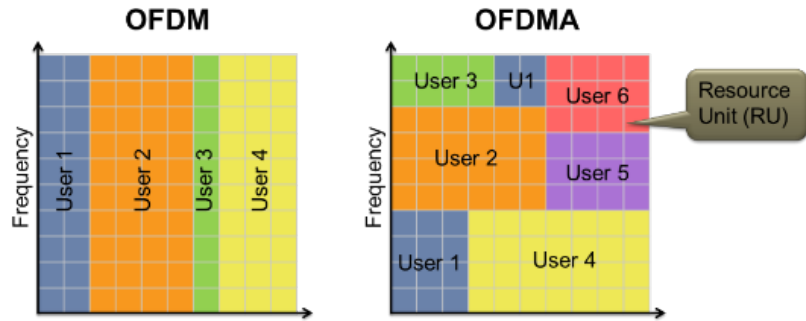 OFDM
Frequency
User 1
User 2
User 3
User 4
OFDMA
Frequency
User 3
U1
User 6
User 2
User 5
User 1
User 4
Resource
Unit (RU)